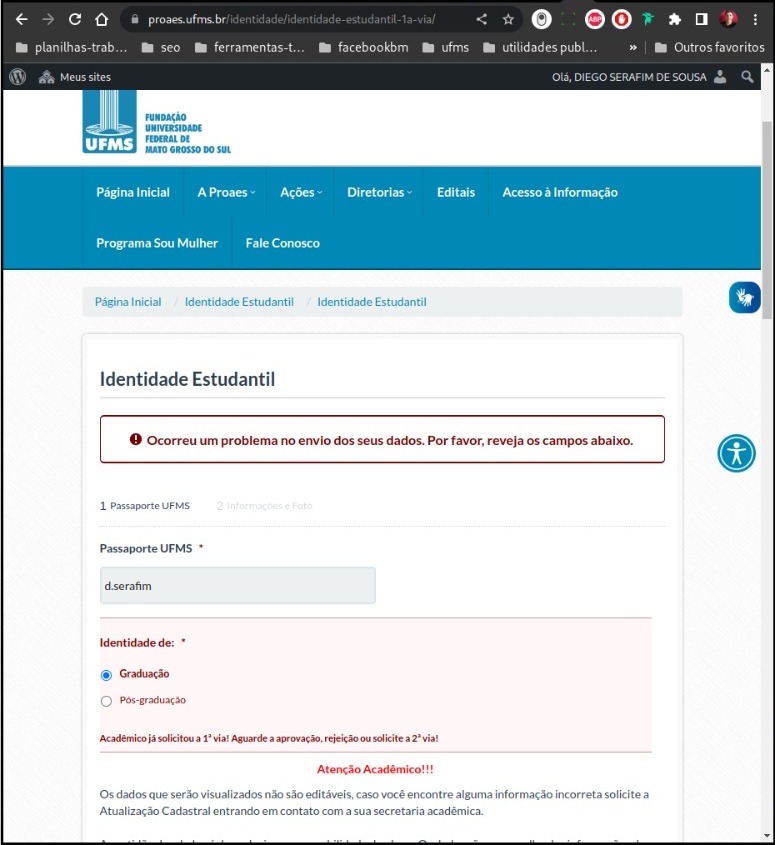 proaes.ufms.br/identidade/identidade-estudantil-1a-via/
ABP
planilhas-trab... seo ferramentas-t... facebookbm ufms utilidades publ... » Outros favoritos
Meus sites Olá, DIEGO SERAFIM DE SOUSA
UFMS
FUNDAÇÃO
UNIVERSIDADE
FEDERAL DE
MATO GROSSO DO SUL
Página Inicial A Proaes Ações Diretorias Editais Acesso à Informação
Programa Sou Mulher Fale Conosco
Página Inicial / Identidade Estudantil / Identidade Estudantil
Identidade Estudantil
Ocorreu um problema no envio dos seus dados. Por favor, reveja os campos abaixo.
1 Passaporte UFMS 2 Informações e Foto
Passaporte UFMS *
d.serafim
Identidade de: *
Graduação
Pós-graduação
Acadêmico já solicitou a 1ª via! Aguarde a aprovação, rejeição ou solicite a 2ª via!
Atenção Acadêmico!!!
Os dados que serão visualizados não são editáveis, caso você encontre alguma informação incorreta solicite a
Atualização Cadastral entrando em contato com a sua secretaria acadêmica.